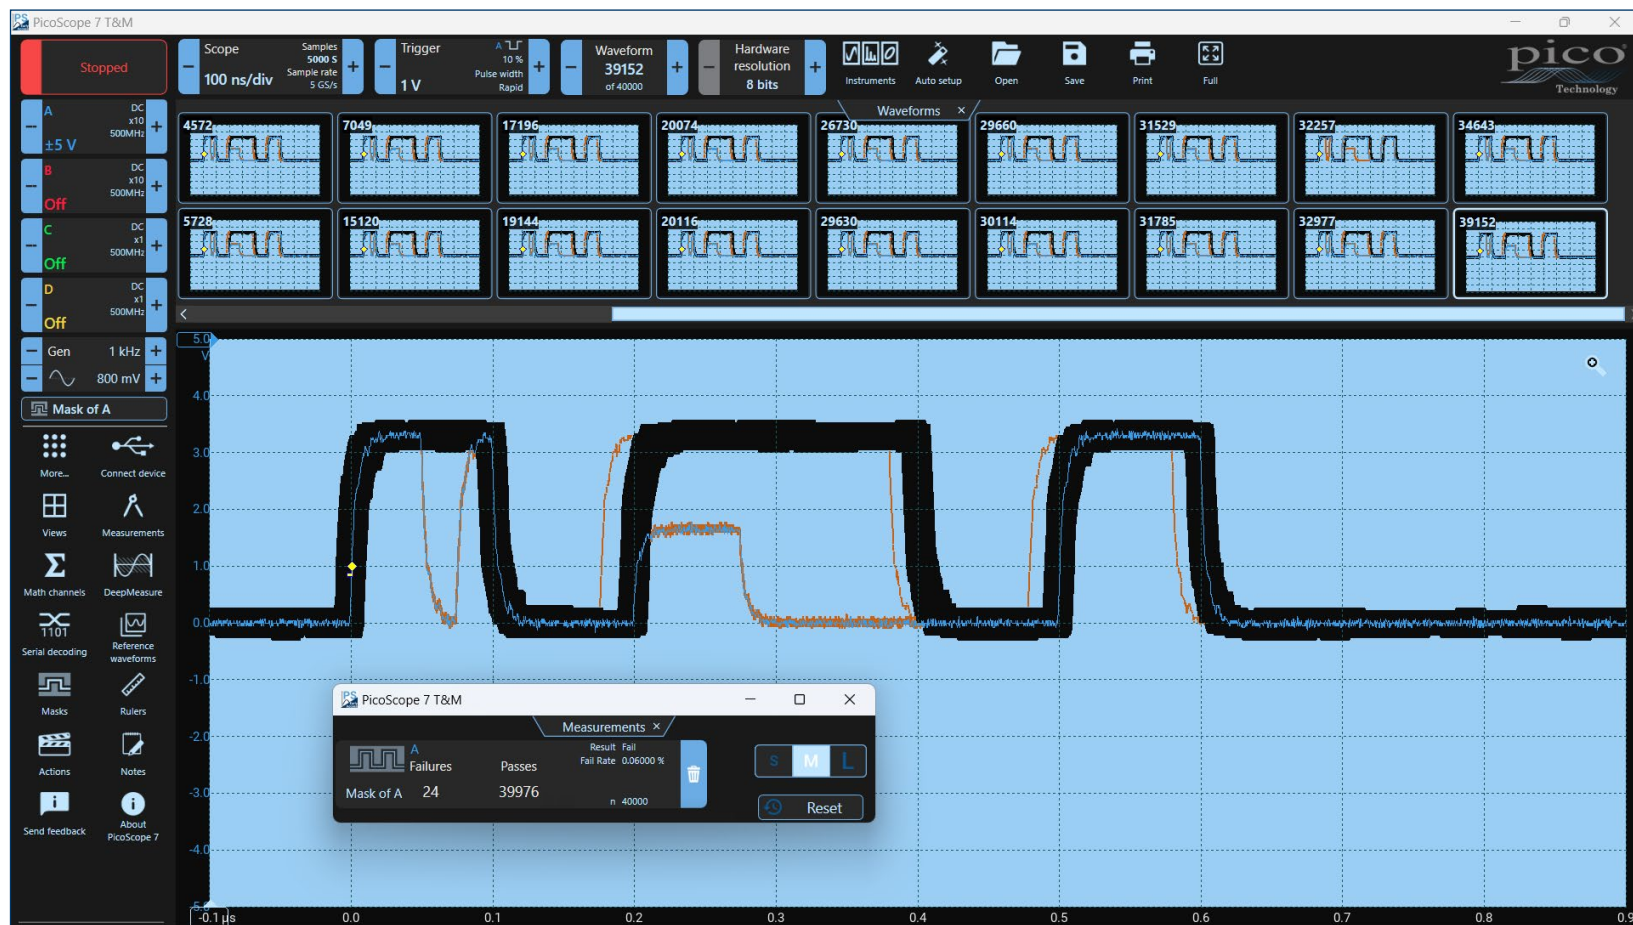 PicoScope 7 T&M
Stopped
Scope
Samples
5000 S
Sample rate
5 GS/s
100 ns/div
Trigger
A
10 %
Pulse width
Rapid
1 V
Waveform
39152
of 40000
Hardware
resolution
8 bits
Instruments
Auto setup
Open
Save
Print
Full
pico
Technology
A
DC
x10
500MHz
±5 V
B
DC
x10
500MHz
Off
C
DC
x1
500MHz
Off
D
DC
x1
500MHz
Off
Gen
1 kHz
800 mV
Mask of A
More...
Connect device
Views
Measurements
Math channels
DeepMeasure
1101
Serial decoding
Reference
waveforms
Masks
Rulers
Actions
Notes
Send feedback
About
PicoScope 7
Waveforms
4572
7049
17196
20074
26730
29660
31529
32257
34643
5728
15120
19144
20116
29630
30114
31785
32977
39152
5.0
V
4.0
3.0
2.0
1.0
0.0
-1.0
-2.0
-3.0
-4.0
-5.0
-0.1 µs
0.0
0.1
0.2
0.3
0.4
0.5
0.6
0.7
0.8
0.9
PicoScope 7 T&M
Measurements
A
Failures
Passes
Result Fail
Fail Rate 0.06000 %
Mask of A
24
39976
n 40000
S
M
L
Reset